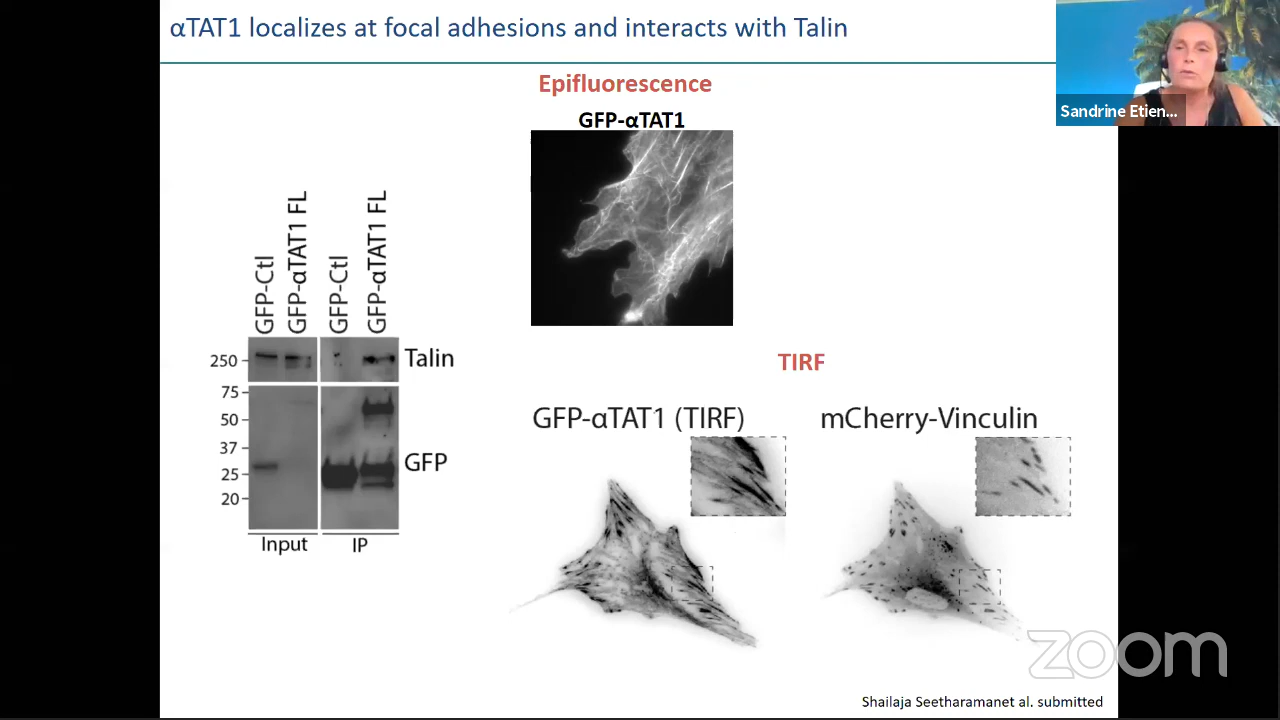 αTAT1 localizes at focal adhesions and interacts with Talin
Sandrine Etien...
Epifluorescence
GFP-αTAT1
GFP-Ctl
GFP-αTAT1 FL
GFP-Ctl
GFP-αTAT1 FL
250
Talin
75
50
37
25
20
GFP
Input
IP
TIRF
GFP-αTAT1 (TIRF)
mCherry-Vinculin
zoom
Shailaja Seetharamanet al. submitted